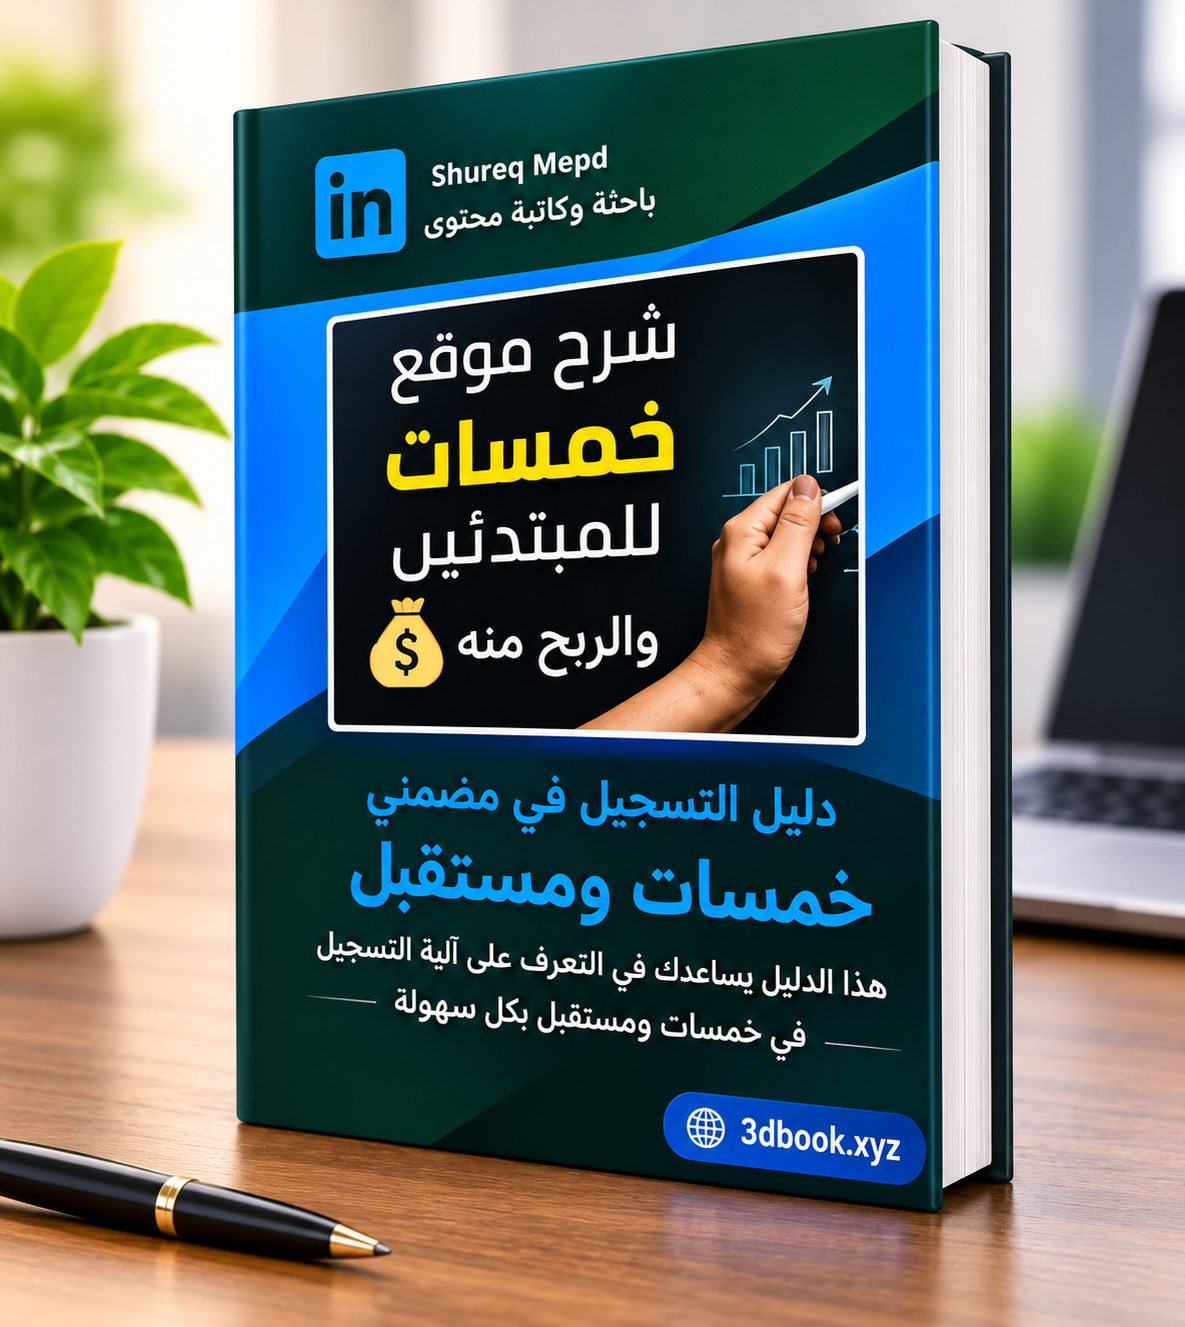 in
Shureq Mepd
باحثة وكاتبة محتوى
شرح موقع
خمسات
للمبتدئين
والربح منه
$
دليل التسجيل في مضمني
خمسات ومستقبل
هذا الدليل يساعدك في التعرف على آلية التسجيل
في خمسات ومستقبل بكل سهولة
3dbook.xyz